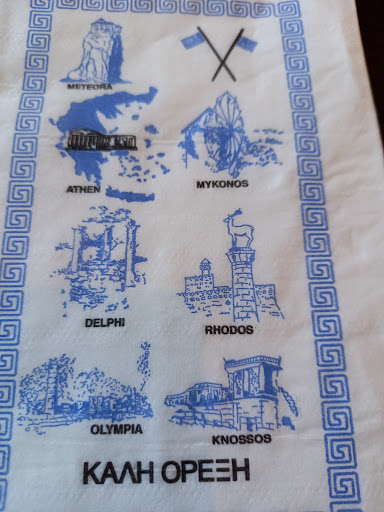 METEORA
ATHEN
MYKONOS
DELPHI
RHODOS
OLYMPIA
KNOSSOS
ΚΑΛΗ ΟΡΕΞΗ